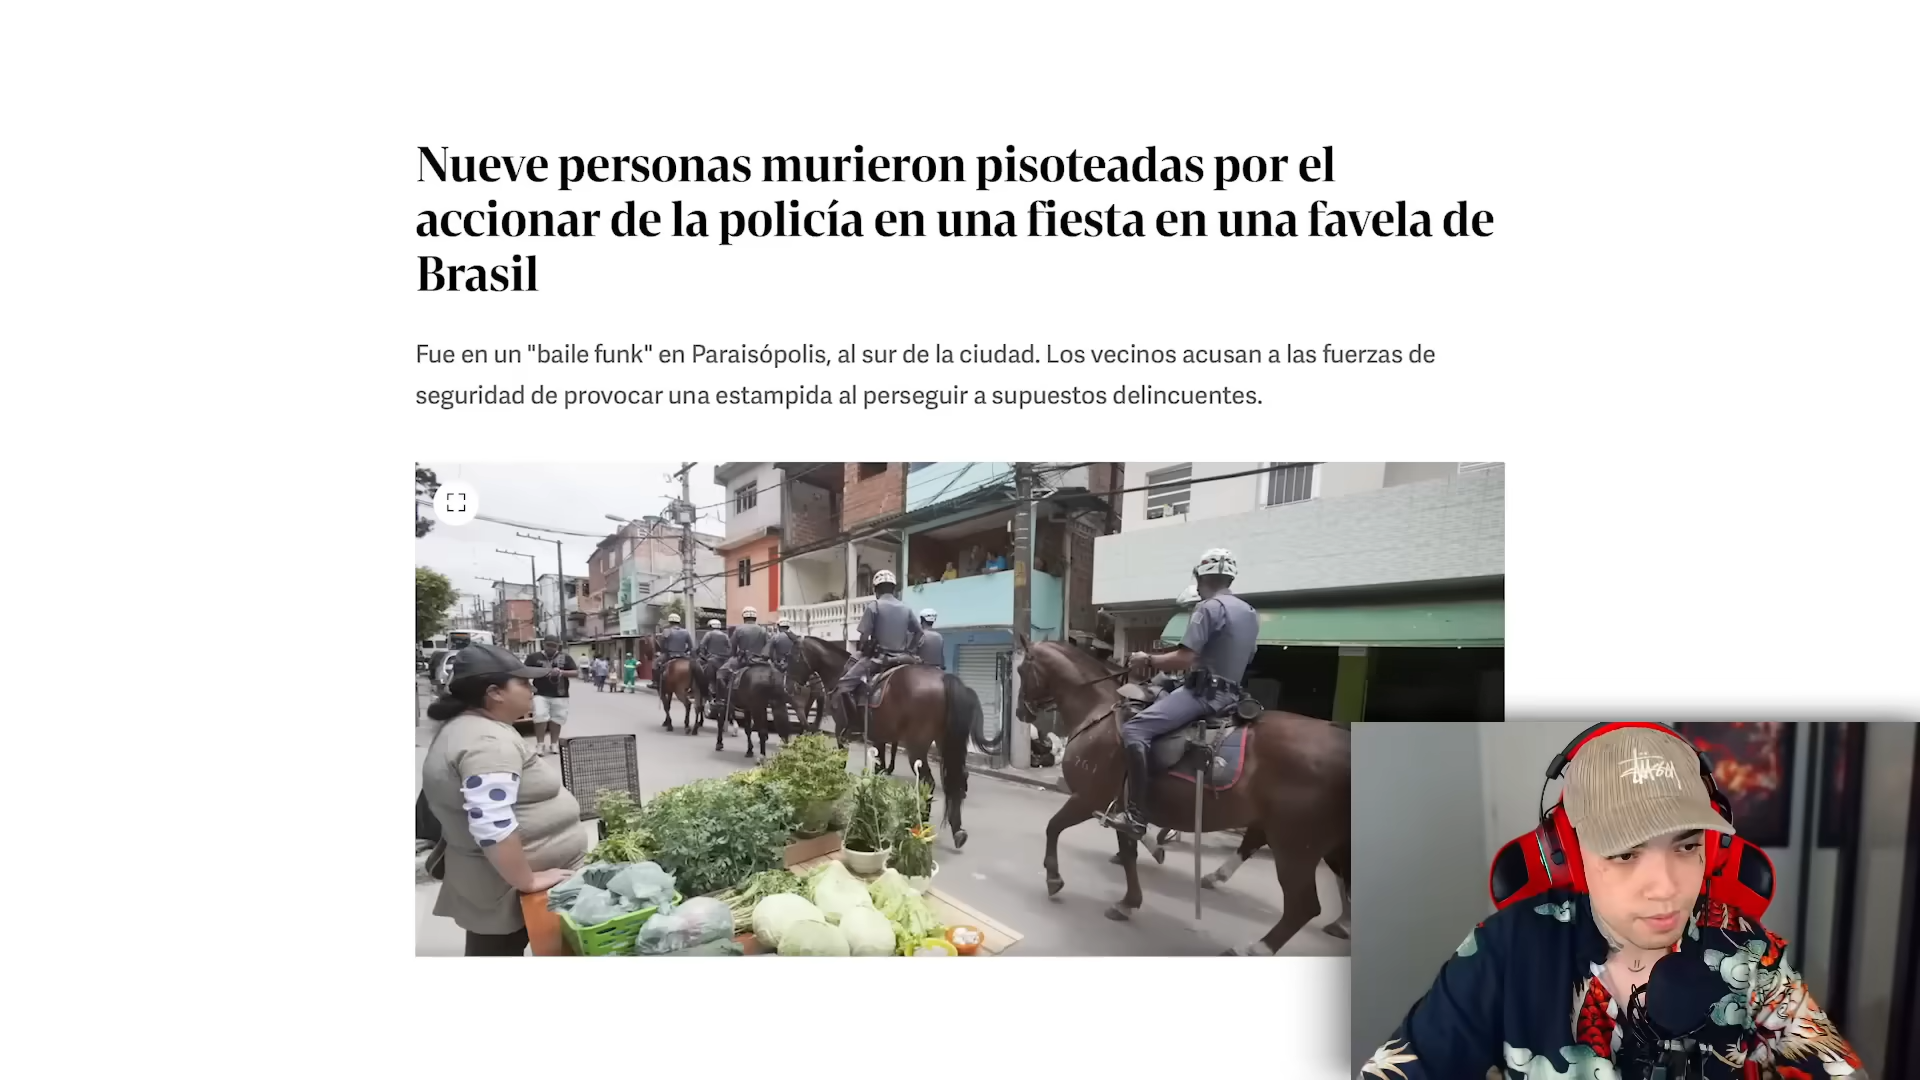 Nueve personas murieron pisoteadas por el
accionar de la policía en una fiesta en una favela de
Brasil
Fue en un "baile funk" en Paraisópolis, al sur de la ciudad. Los vecinos acusan a las fuerzas de
seguridad de provocar una estampida al perseguir a supuestos delincuentes.
Stüssy